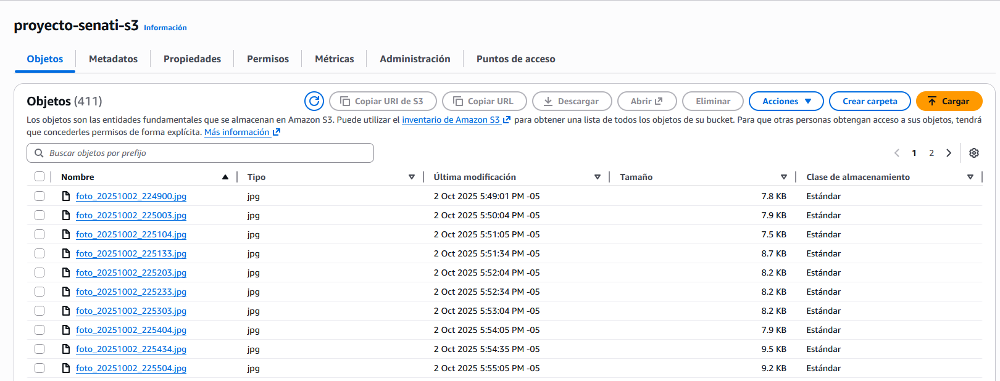 proyecto-senati-s3 Información
Objetos Metadatos Propiedades Permisos Métricas Administración Puntos de acceso
Objetos (411) Copiar URI de S3 Copiar URL Descargar Abrir Eliminar Acciones Crear carpeta Cargar
Los objetos son las entidades fundamentales que se almacenan en Amazon S3. Puede utilizar el inventario de Amazon S3 para obtener una lista de todos los objetos de su bucket. Para que otras personas obtengan acceso a sus objetos, tendrá
que concederles permisos de forma explícita. Más información
Buscar objetos por prefijo 1 2
Nombre Tipo Última modificación Tamaño Clase de almacenamiento
foto_20251002_224900.jpg jpg 2 Oct 2025 5:49:01 PM -05 7.8 KB Estándar
foto_20251002_225003.jpg jpg 2 Oct 2025 5:50:04 PM -05 7.9 KB Estándar
foto_20251002_225104.jpg jpg 2 Oct 2025 5:51:05 PM -05 7.5 KB Estándar
foto_20251002_225133.jpg jpg 2 Oct 2025 5:51:34 PM -05 8.7 KB Estándar
foto_20251002_225203.jpg jpg 2 Oct 2025 5:52:04 PM -05 8.2 KB Estándar
foto_20251002_225233.jpg jpg 2 Oct 2025 5:52:34 PM -05 8.2 KB Estándar
foto_20251002_225303.jpg jpg 2 Oct 2025 5:53:04 PM -05 8.2 KB Estándar
foto_20251002_225404.jpg jpg 2 Oct 2025 5:54:05 PM -05 7.9 KB Estándar
foto_20251002_225434.jpg jpg 2 Oct 2025 5:54:35 PM -05 9.5 KB Estándar
foto_20251002_225504.jpg jpg 2 Oct 2025 5:55:05 PM -05 9.2 KB Estándar